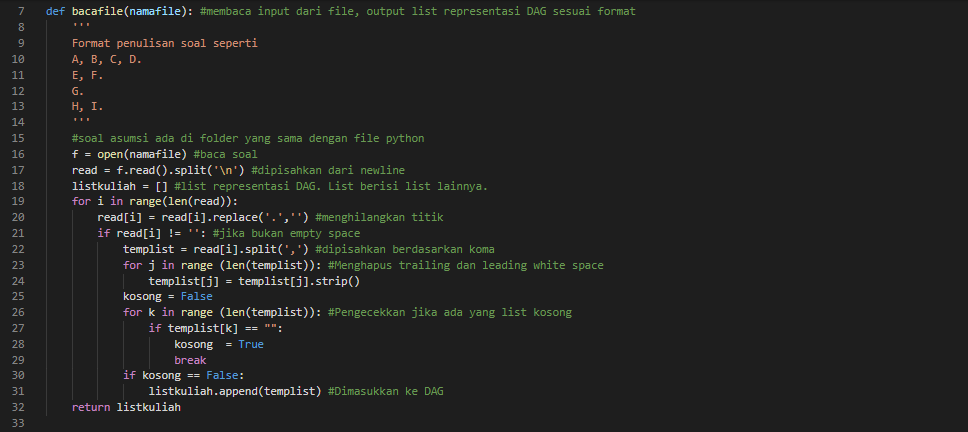 7 def bacafile(namafile): #membaca input dari file, output list representasi DAG sesuai format
8     '''
9     Format penulisan soal seperti
10     A, B, C, D.
11     E, F.
12     G.
13     H, I.
14     '''
15     #soal asumsi ada di folder yang sama dengan file python
16     f = open(namafile) #baca soal
17     read = f.read().split('\n') #dipisahkan dari newline
18     listkuliah = [] #list representasi DAG. List berisi list lainnya.
19     for i in range(len(read)):
20         read[i] = read[i].replace('.','') #menghilangkan titik
21         if read[i] != '': #jika bukan empty space
22             templist = read[i].split(',') #dipisahkan berdasarkan koma
23             for j in range (len(templist)): #Menghapus trailing dan leading white space
24                 templist[j] = templist[j].strip()
25             kosong = False
26             for k in range (len(templist)): #Pengecekkan jika ada yang list kosong
27                 if templist[k] == "":
28                     kosong  = True
29                     break
30             if kosong == False:
31                 listkuliah.append(templist) #Dimasukkan ke DAG
32     return listkuliah
33